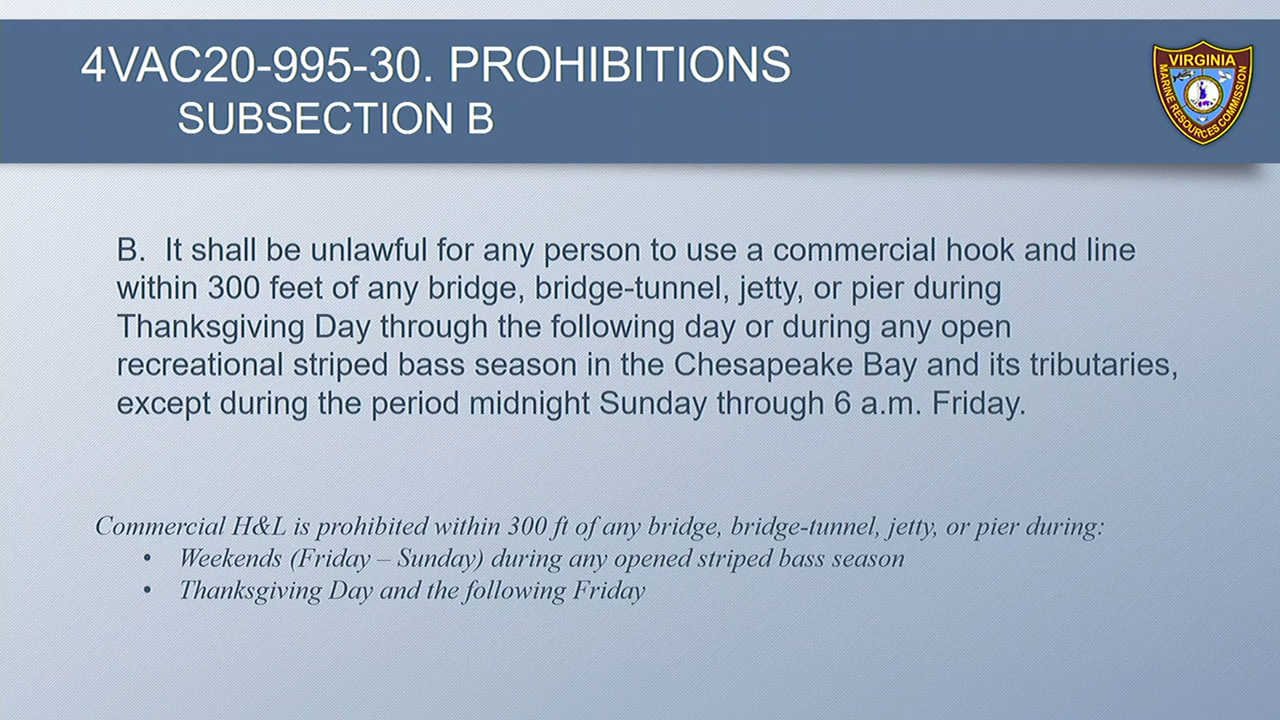 4VAC20-995-30. PROHIBITIONS
SUBSECTION B
VIRGINIA
MARINE RESOURCES COMMISSION
B. It shall be unlawful for any person to use a commercial hook and line
within 300 feet of any bridge, bridge-tunnel, jetty, or pier during
Thanksgiving Day through the following day or during any open
recreational striped bass season in the Chesapeake Bay and its tributaries,
except during the period midnight Sunday through 6 a.m. Friday.
Commercial H&L is prohibited within 300 ft of any bridge, bridge-tunnel, jetty, or pier during:
• Weekends (Friday – Sunday) during any opened striped bass season
• Thanksgiving Day and the following Friday